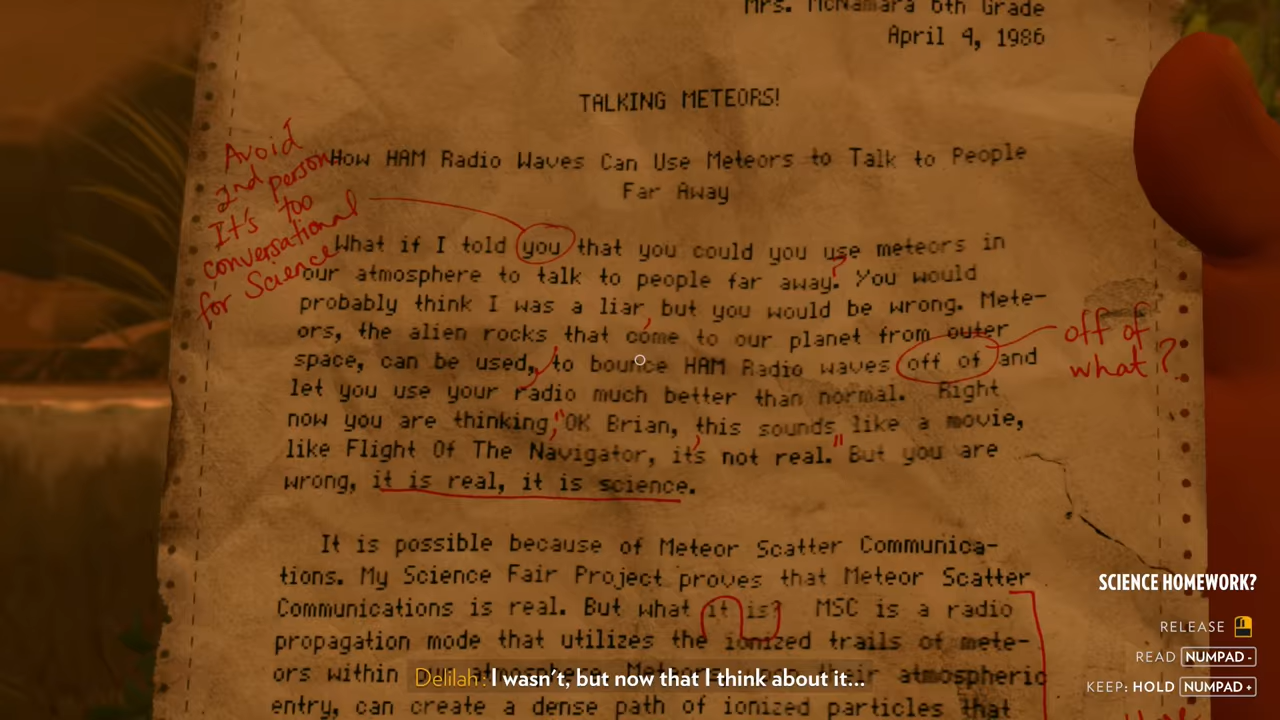 Mrs. McNamara 6th Grade
April 4, 1986
TALKING METEORS!
How HAM Radio Waves Can Use Meteors to Talk to People
Far Away
Avoid
2nd person
It's too
conversational
for Science
What if I told you that you could you use meteors in
our atmosphere to talk to people far away. You would
probably think I was a liar, but you would be wrong. Mete-
ors, the alien rocks that come to our planet from outer
space, can be used, to bounce HAM Radio waves off of and
let you use your radio much better than normal. Right
now you are thinking, "OK Brian, this sounds like a movie,
like Flight Of The Navigator, it's not real." But you are
wrong, it is real, it is science.
off of
what?
It is possible because of Meteor Scatter Communica-
tions. My Science Fair Project proves that Meteor Scatter
Communications is real. But what it is? MSC is a radio
propagation mode that utilizes the ionized trails of mete-
ors within our atmosphere. Meteors their atmospheric
entry, can create a dense path of ionized particles that
Delilah: I wasn't, but now that I think about it...
SCIENCE HOMEWORK?
RELEASE
READ NUMPAD -
KEEP: HOLD NUMPAD +